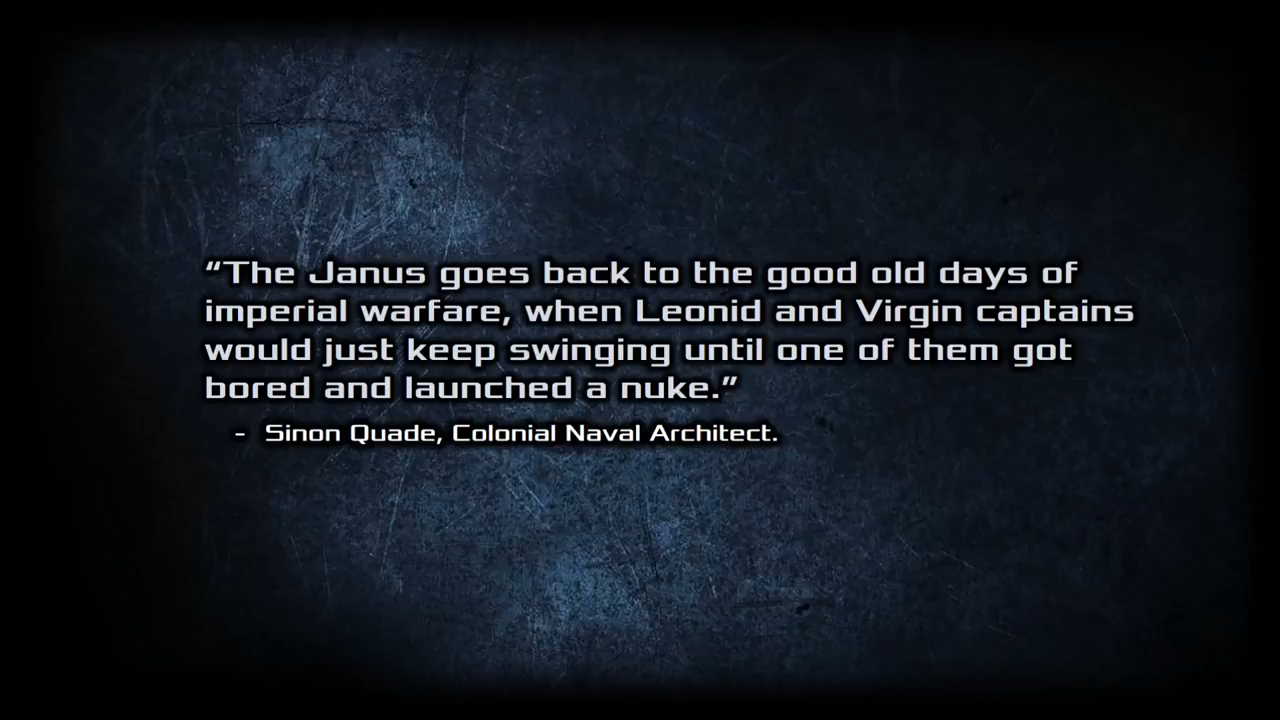 “The Janus goes back to the good old days of
imperial warfare, when Leonid and Virgin captains
would just keep swinging until one of them got
bored and launched a nuke.”
- Sinon Quade, Colonial Naval Architect.